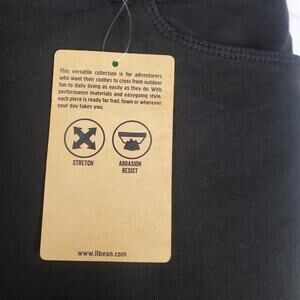 This versatile collection is for adventurers
who want their clothes to cross from outdoor
fun to daily living as easily as they do. With
performance materials and easygoing style,
each piece is ready for trail, town or wherever
your day takes you.
STRETCH
ABRASION
RESIST
www.llbean.com